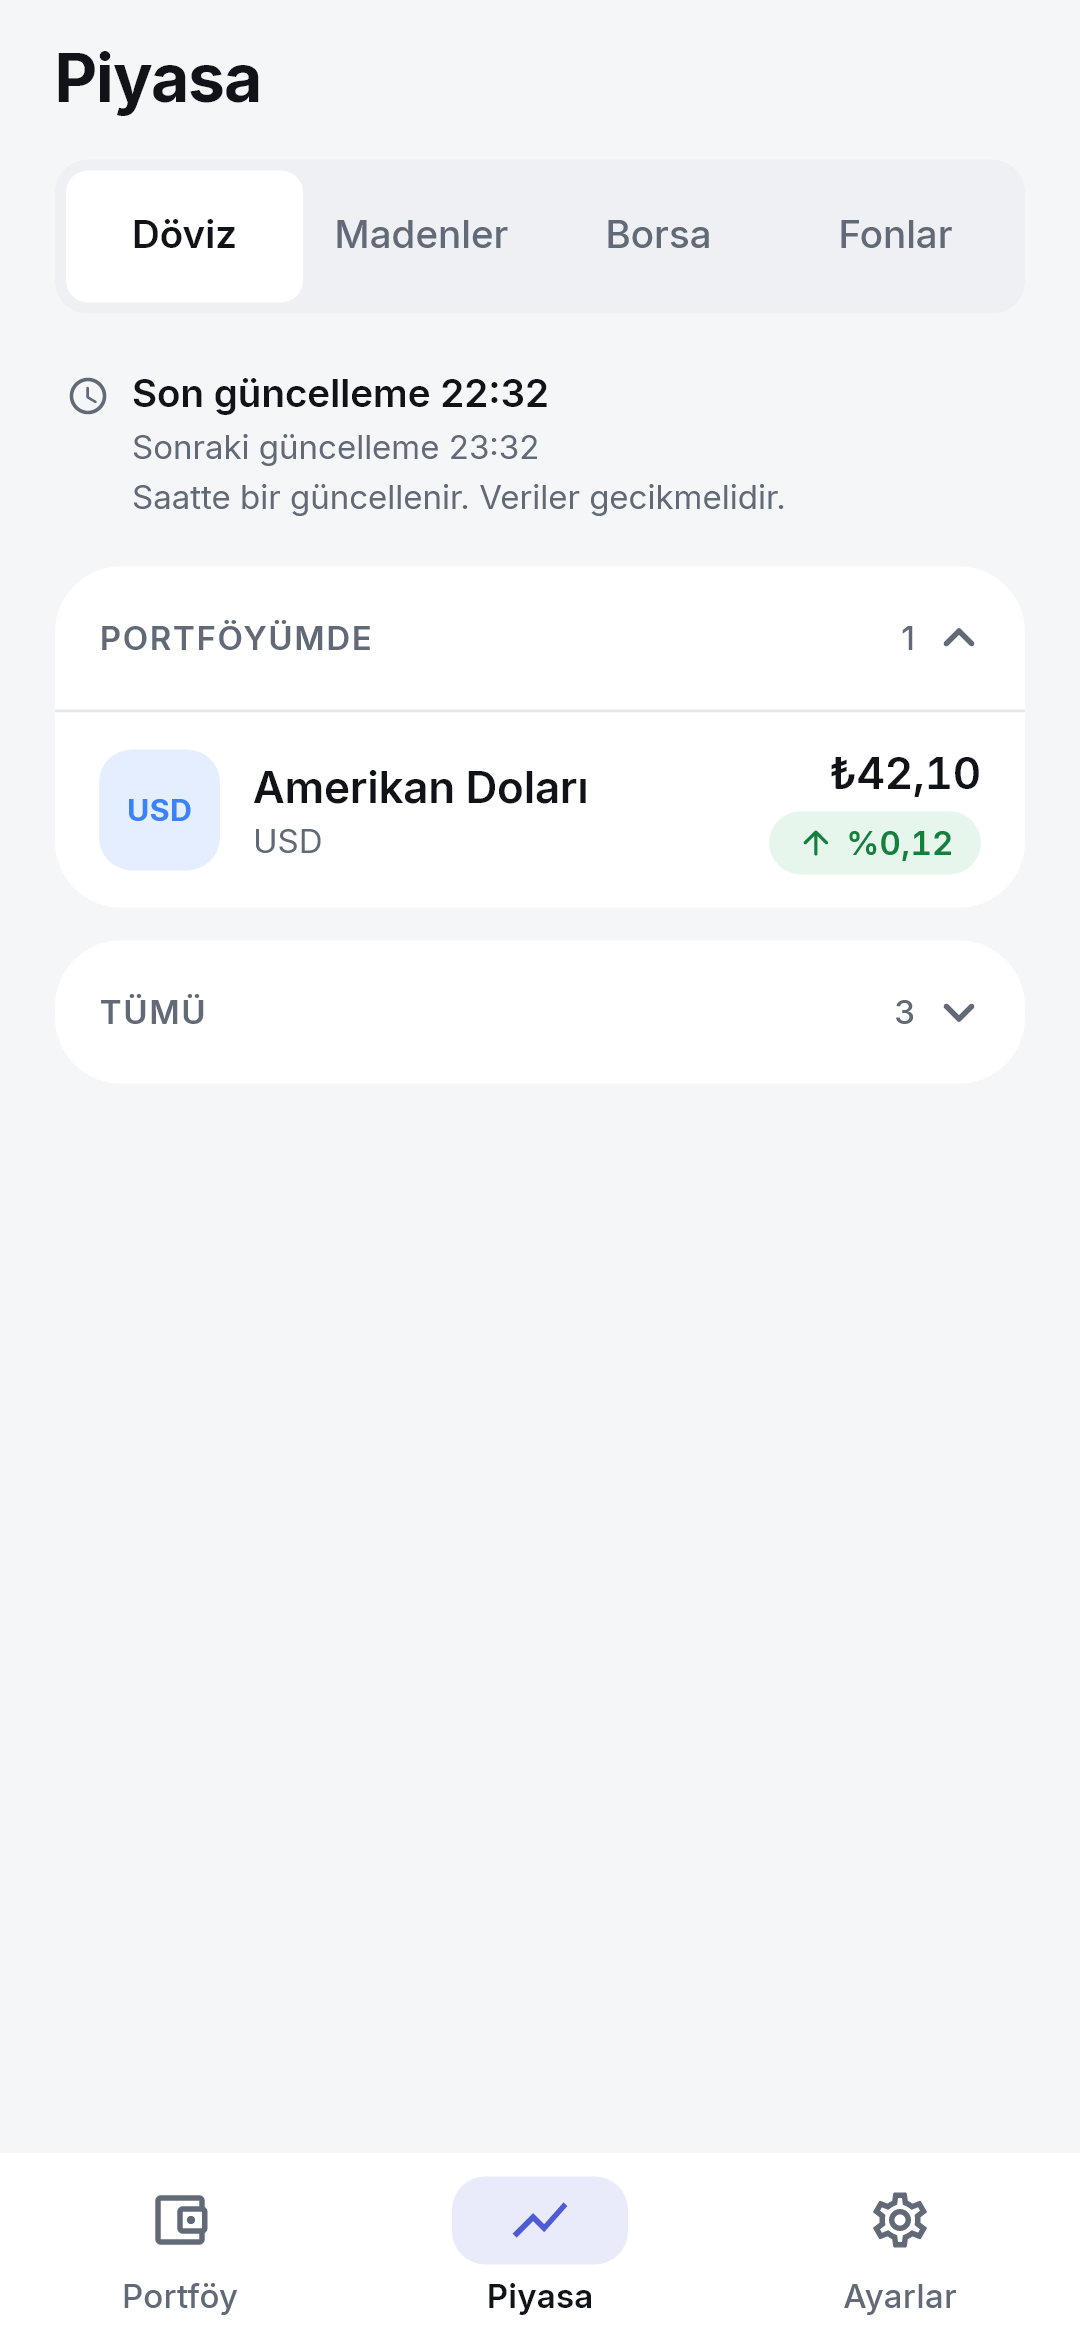 Piyasa
Döviz Madenler Borsa Fonlar
Son güncelleme 22:32
Sonraki güncelleme 23:32
Saatte bir güncellenir. Veriler gecikmelidir.
PORTFÖYÜMDE 1
USD Amerikan Doları ₺42,10
USD %0,12
TÜMÜ 3
Portföy Piyasa Ayarlar